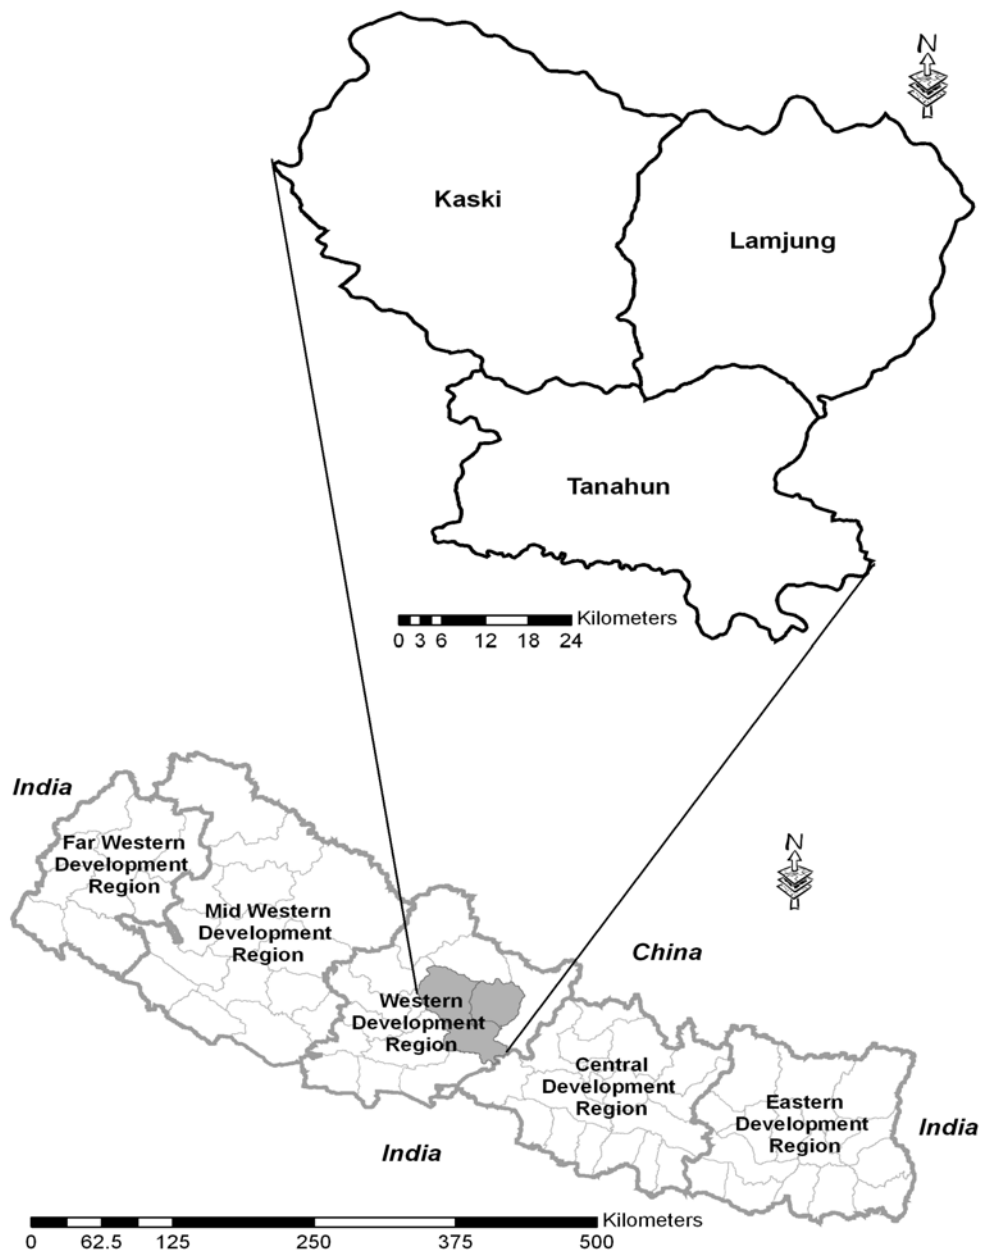 N
Kaski
Lamjung
Tanahun
Kilometers
0 3 6 12 18 24
India
Far Western
Development
Region
N
Mid Western
Development
Region
China
Western
Development
Region
Central
Development
Region
Eastern
Development
Region
India
India
Kilometers
0 62.5 125 250 375 500